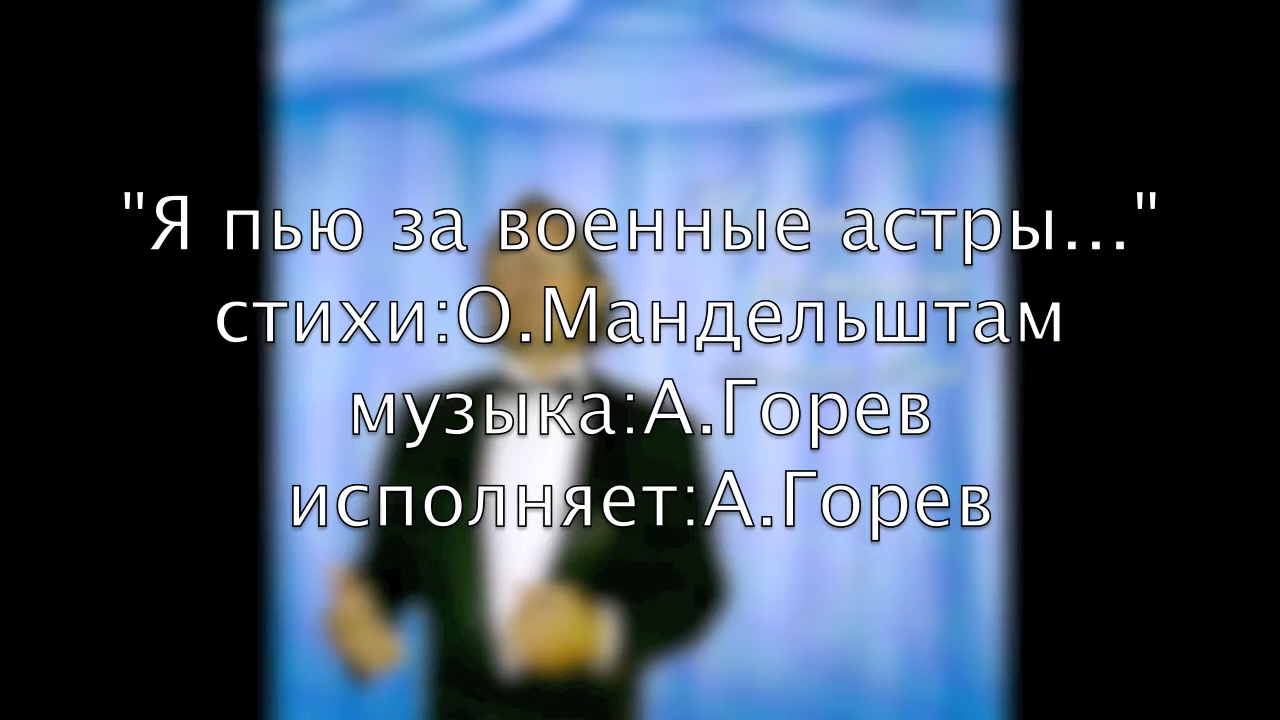 "Я пью за военные астры..."
стихи:О.Мандельштам
музыка:А.Горев
исполняет:А.Горев